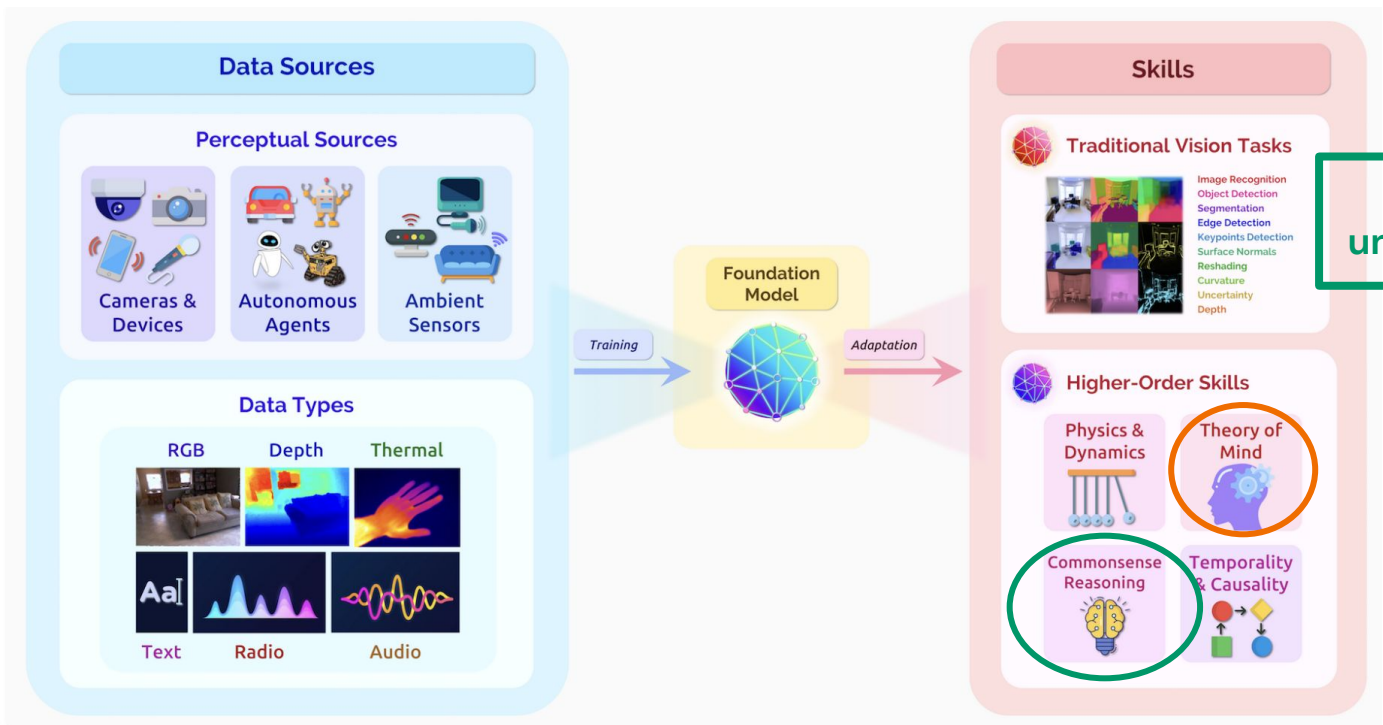 Data Sources
Perceptual Sources
Cameras &
Devices
Autonomous
Agents
Ambient
Sensors
Data Types
RGB
Depth
Thermal
Aa
Text
Radio
Audio
Training
Foundation
Model
Adaptation
Skills
Traditional Vision Tasks
Image Recognition
Object Detection
Segmentation
Edge Detection
Keypoints Detection
Surface Normals
Reshading
Curvature
Uncertainty
Depth
Higher-Order Skills
Physics &
Dynamics
Theory of
Mind
Commonsense
Reasoning
Temporality
& Causality